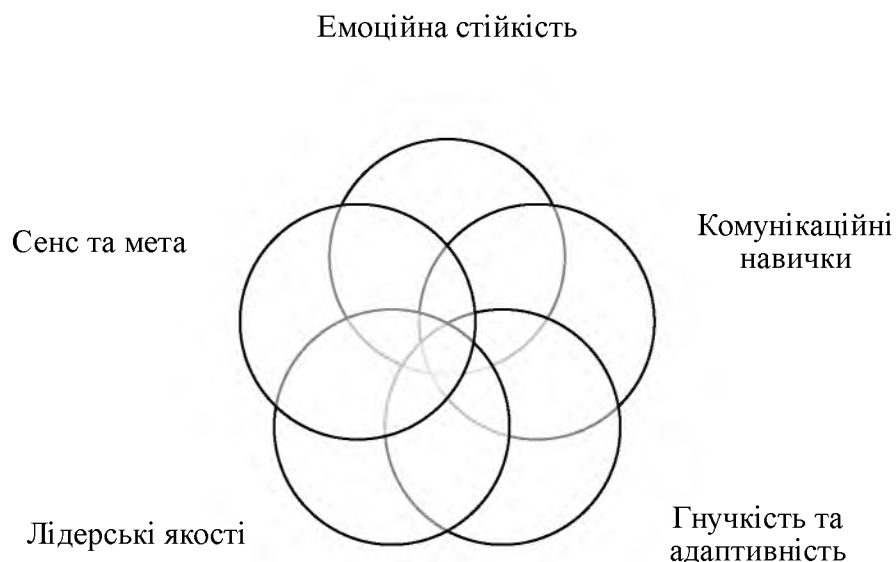 Емоційна стійкість
Сенс та мета
Комунікаційні
навички
Лідерські якості
Гнучкість та
адаптивність